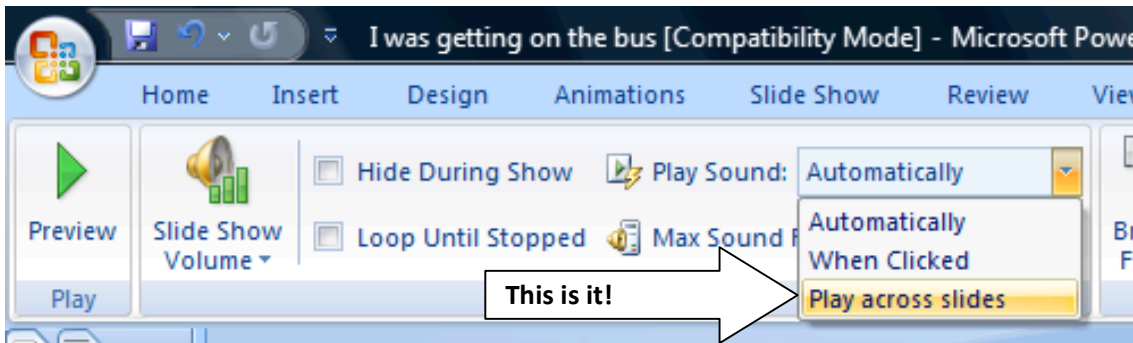 I was getting on the bus [Compatibility Mode] - Microsoft Powe
Home Insert Design Animations Slide Show Review View
Hide During Show Play Sound: Automatically
Preview Slide Show Volume
Loop Until Stopped Max Sound F
Automatically
When Clicked
Play across slides
This is it!
Play